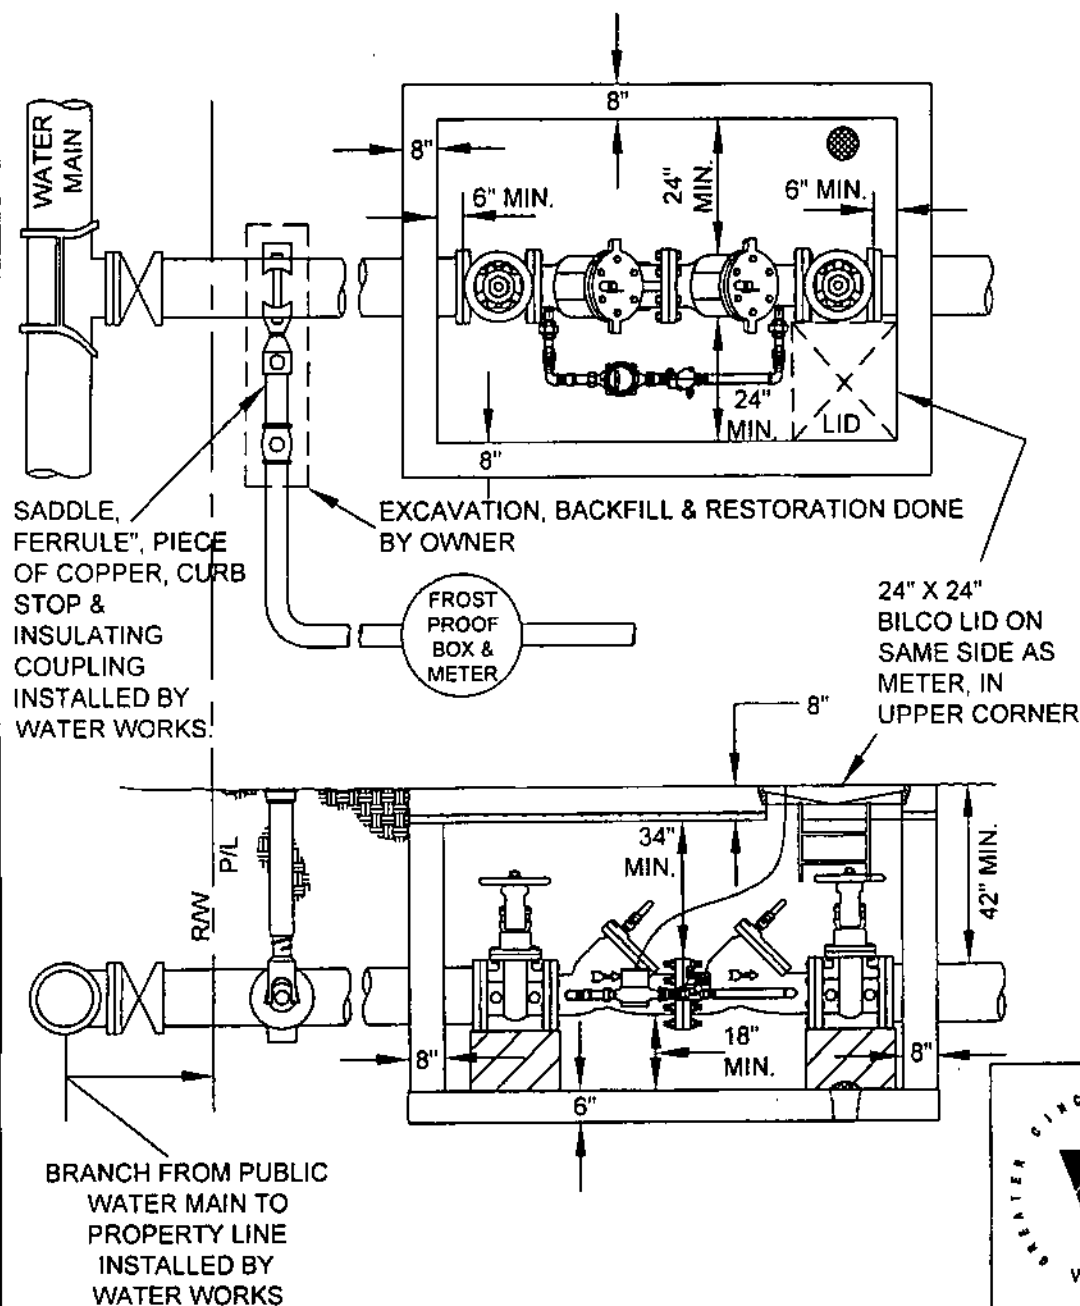 WATER
MAIN
8"
8"
6" MIN.
24"
MIN.
6" MIN.
24"
MIN.
LID
8"
SADDLE,
FERRULE", PIECE
OF COPPER, CURB
STOP &
INSULATING
COUPLING
INSTALLED BY
WATER WORKS.
EXCAVATION, BACKFILL & RESTORATION DONE
BY OWNER
FROST
PROOF
BOX &
METER
24" X 24"
BILCO LID ON
SAME SIDE AS
METER, IN
UPPER CORNER
8"
P/L
R/W
34"
MIN.
42" MIN.
8"
18"
MIN.
8"
6"
BRANCH FROM PUBLIC
WATER MAIN TO
PROPERTY LINE
INSTALLED BY
WATER WORKS
GREATER CINC
W